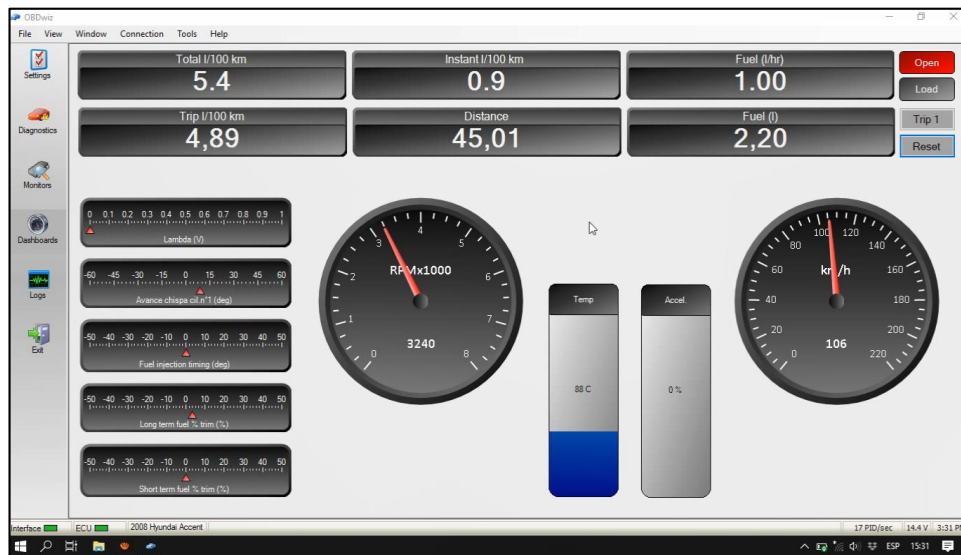 OBDwiz
File View Window Connection Tools Help
Settings
Diagnostics
Monitors
Dashboards
Logs
Exit
Total l/100 km
5.4
Instant l/100 km
0.9
Fuel (l/hr)
1.00
Open
Load
Trip l/100 km
4,89
Distance
45,01
Fuel (l)
2,20
Trip 1
Reset
0 0.1 0.2 0.3 0.4 0.5 0.6 0.7 0.8 0.9 1
Lambda (V)
-60 -45 -30 -15 0 15 30 45 60
Avance chispa cil.n°1 (deg)
-50 -40 -30 -20 -10 0 10 20 30 40 50
Fuel injection timing (deg)
-50 -40 -30 -20 -10 0 10 20 30 40 50
Long term fuel % trim (%)
-50 -40 -30 -20 -10 0 10 20 30 40 50
Short term fuel % trim (%)
0 1 2 3 4 5 6 7 8
RPMx1000
3240
Temp
88 C
Accel.
0 %
0 20 40 60 80 100 120 140 160 180 200 220
km/h
106
Interface ECU 2008 Hyundai Accent 17 PID/sec 14.4 V 3:31 PM
ESP 15:31